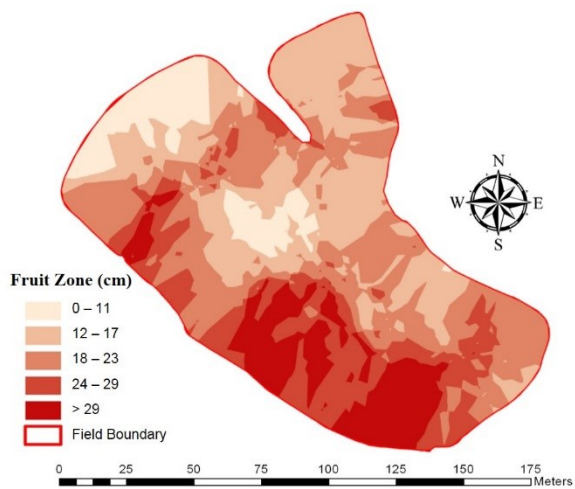 N
W E
S
Fruit Zone (cm)
0 – 11
12 – 17
18 – 23
24 – 29
> 29
Field Boundary
0 25 50 75 100 125 150 175
Meters